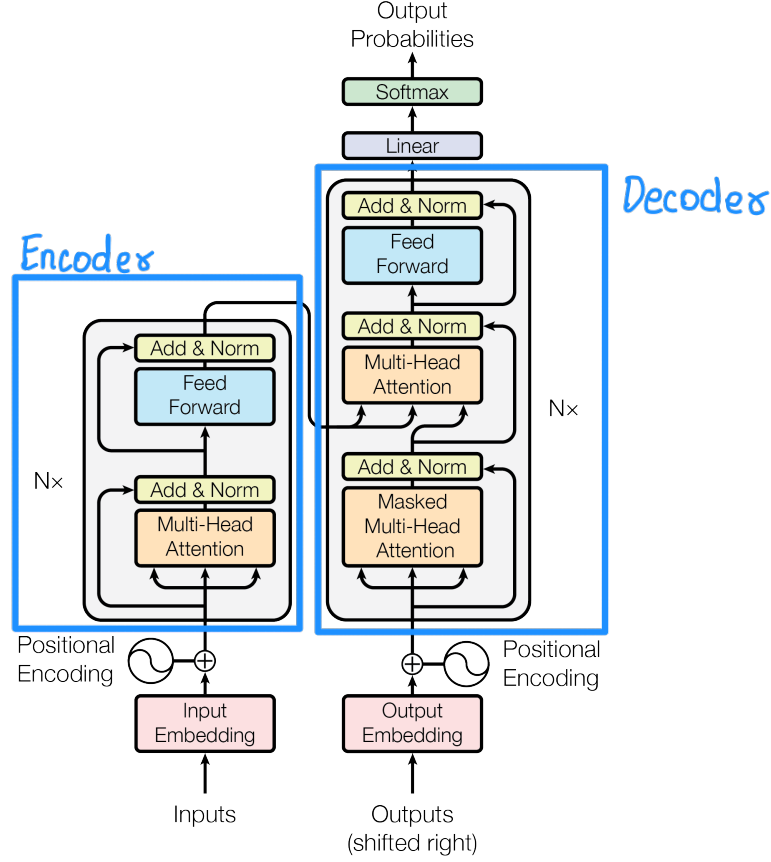 Output
Probabilities
Softmax
Linear
Decoder
Add & Norm
Feed
Forward
Add & Norm
Multi-Head
Attention
N×
Add & Norm
Masked
Multi-Head
Attention
Encoder
Add & Norm
Feed
Forward
N×
Add & Norm
Multi-Head
Attention
Positional
Encoding
Positional
Encoding
Input
Embedding
Output
Embedding
Inputs
Outputs
(shifted right)